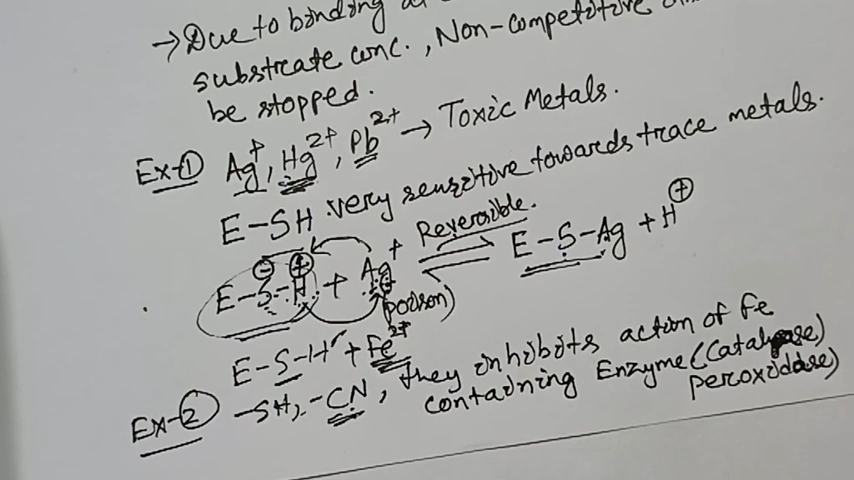 → Due to binding
substrate conc., Non-competitive
be stopped.
Ex-① Ag⁺, Hg²⁺, Pb²⁺ → Toxic Metals.
E-SH very sensitive towards trace metals.
E-S-H + Ag⁺ Reversible. ⇌ E-S-Ag + H⊕
⊖ ⊕
(poison)
E-S-H + Fe²⁺
Ex-② -SH, -CN, they inhibits action of Fe
containing Enzyme (Catalase)
peroxidase)